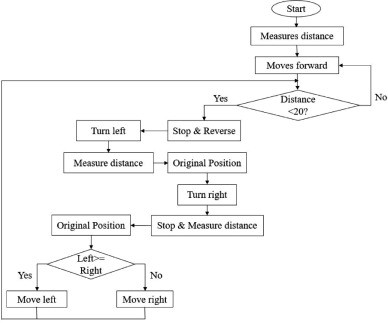 Start
Measures distance
Moves forward
Distance
<20?
Yes
No
Stop & Reverse
Turn left
Measure distance
Original Position
Turn right
Stop & Measure distance
Original Position
Left>=
Right
Yes
No
Move left
Move right